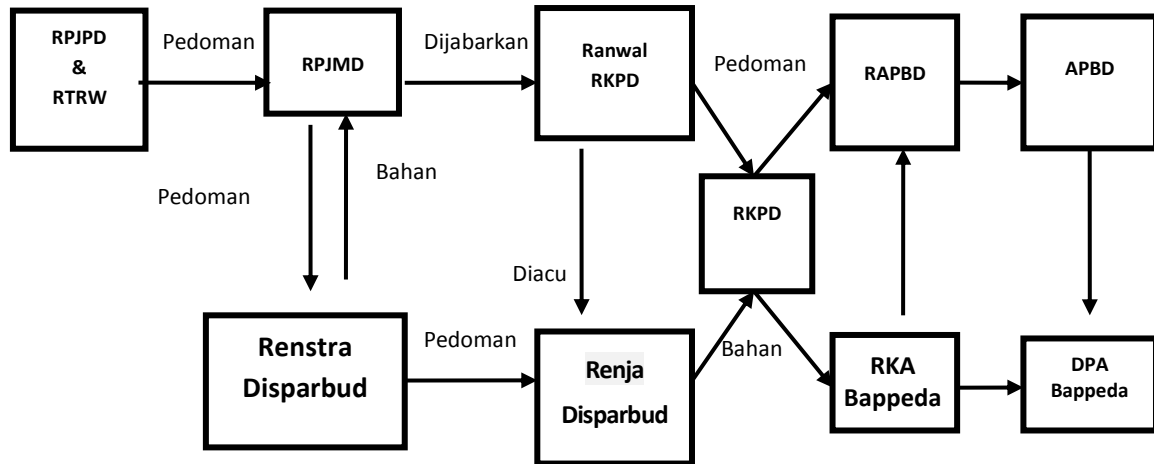 RPJPD
&
RTRW
Pedoman
RPJMD
Dijabarkan
Ranwal
RKPD
Pedoman
RAPBD
APBD
Pedoman
Bahan
RKPD
Diacu
Renstra
Disparbud
Pedoman
Renja
Disparbud
Bahan
RKA
Bappeda
DPA
Bappeda